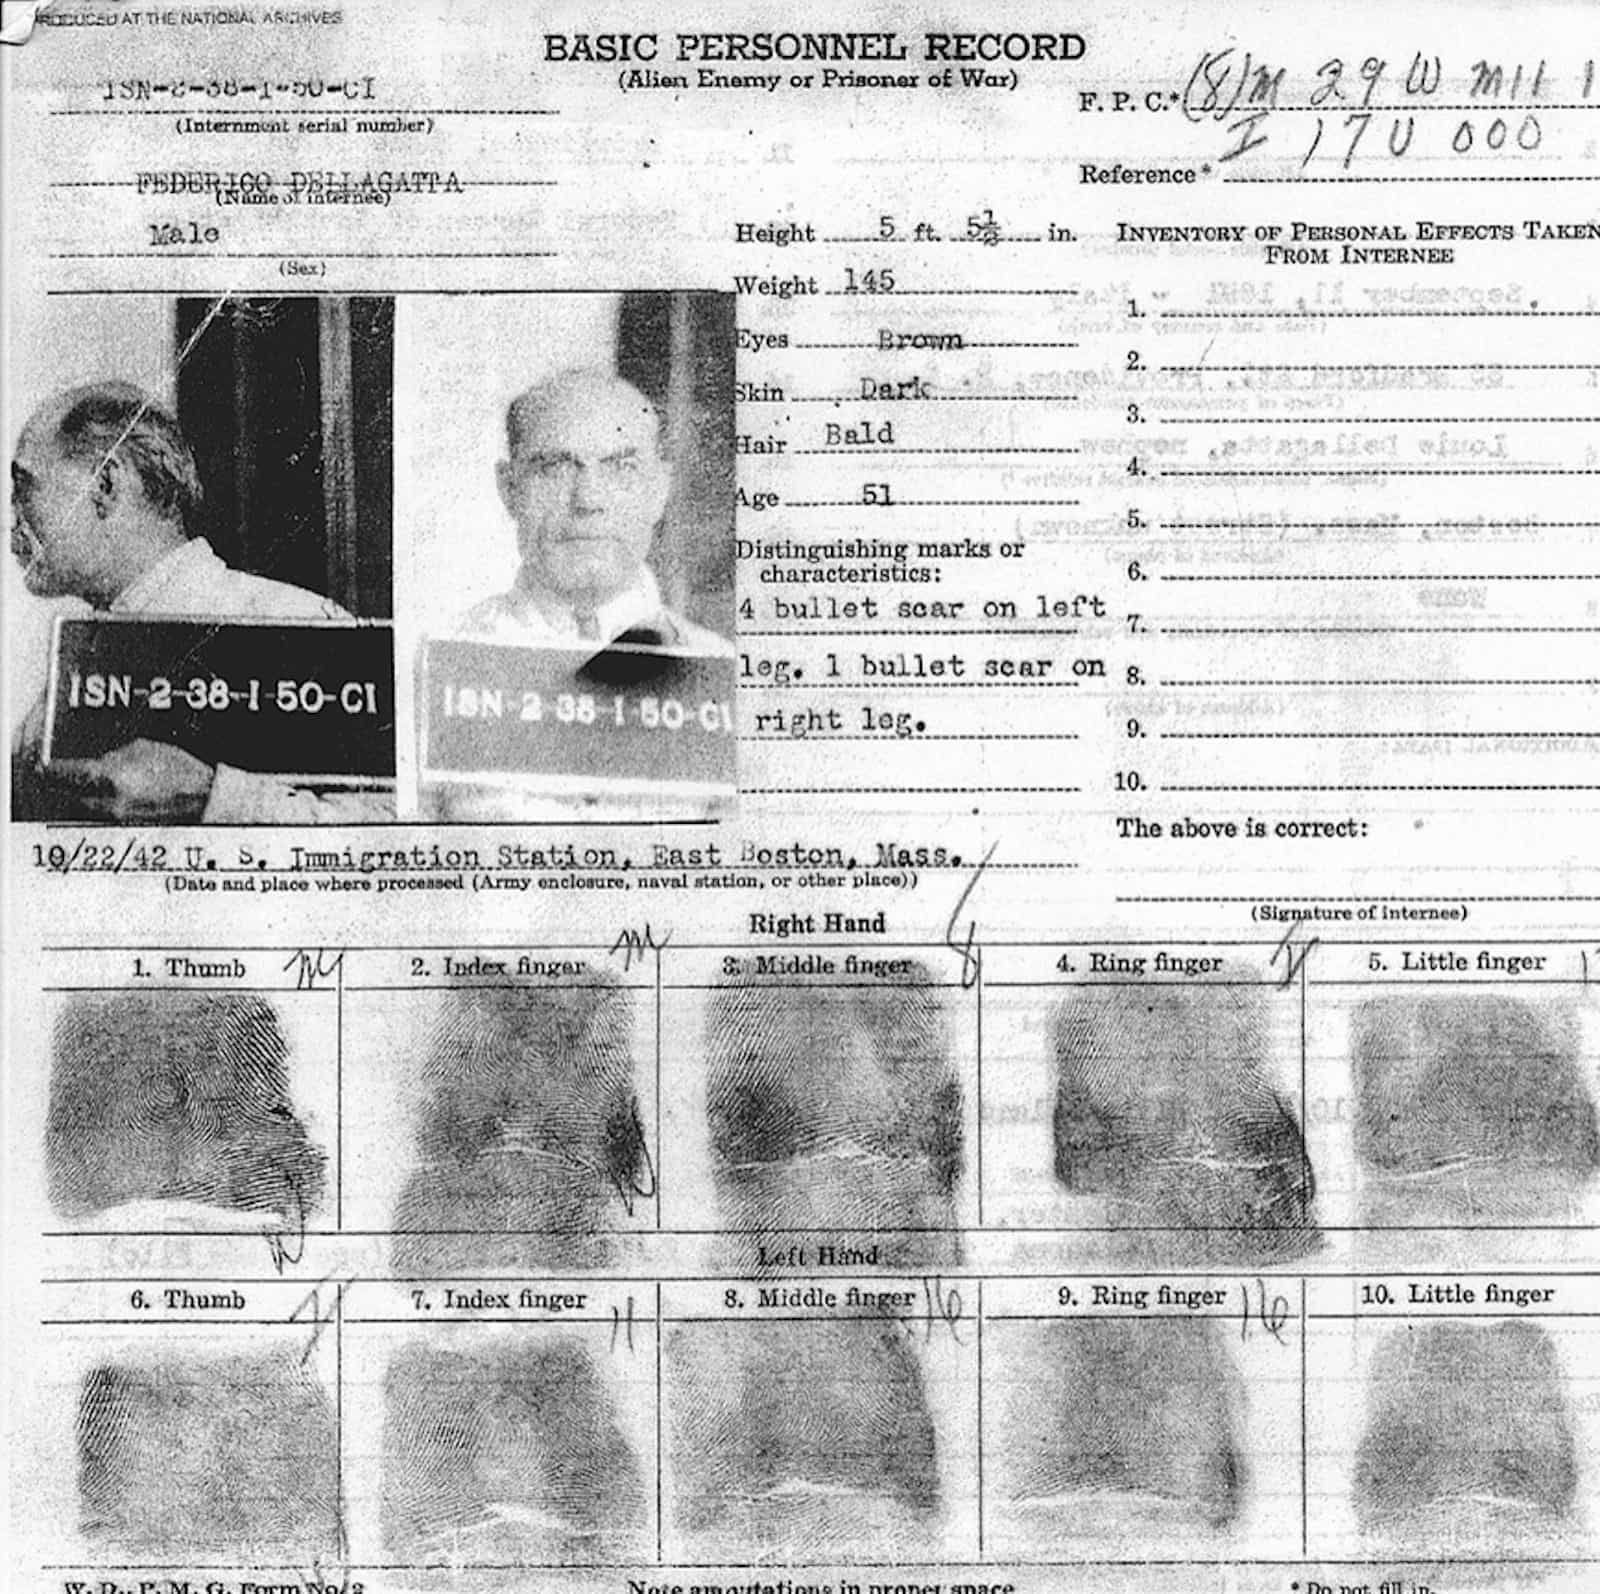 REPRODUCED AT THE NATIONAL ARCHIVES
BASIC PERSONNEL RECORD
(Alien Enemy or Prisoner of War)
ISN-2-38-1-50-CI
(Internment serial number)
FEDERICO DELLAGATTA
(Name of internee)
Male
(Sex)
F. P. C.* (8) M 29 W M11 1
I 17 U 000
Reference*
Height 5 ft. 5½ in.
Weight 145
Eyes Brown
Skin Dark
Hair Bald
Age 51
Distinguishing marks or
characteristics:
4 bullet scar on left
leg. 1 bullet scar on
right leg.
INVENTORY OF PERSONAL EFFECTS TAKEN
FROM INTERNEE
1.
2.
3.
4.
5.
6.
7.
8.
9.
10.
The above is correct:
(Signature of internee)
ISN-2-38-1-50-CI
ISN-2-38-1-50-CI
10/22/42 U. S. Immigration Station, East Boston, Mass.
(Date and place where processed (Army enclosure, naval station, or other place))
Right Hand
1. Thumb
2. Index finger
3. Middle finger
4. Ring finger
5. Little finger
Left Hand
6. Thumb
7. Index finger 11
8. Middle finger 16
9. Ring finger 16
10. Little finger
W. D., P. M. G. Form No. 2
Note amputations in proper space
* Do not fill in.